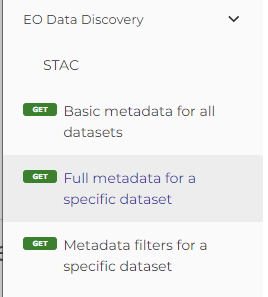 EO Data Discovery
STAC
GET Basic metadata for all
datasets
GET Full metadata for a
specific dataset
GET Metadata filters for a
specific dataset